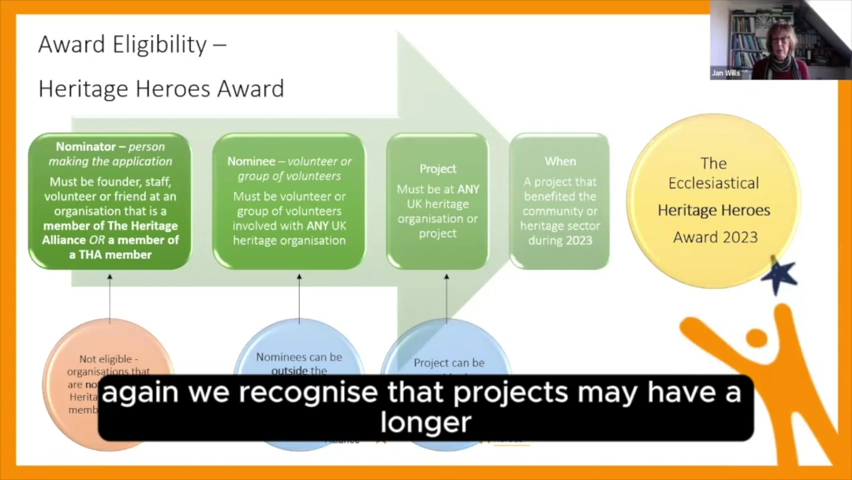 Award Eligibility –
Heritage Heroes Award
Jan Wills
Nominator – person
making the application
Must be founder, staff,
volunteer or friend at an
organisation that is a
member of The Heritage
Alliance OR a member of
a THA member
Nominee – volunteer or
group of volunteers
Must be volunteer or
group of volunteers
involved with ANY UK
heritage organisation
Project
Must be at ANY
UK heritage
organisation or
project
When
A project that
benefited the
community or
heritage sector
during 2023
The
Ecclesiastical
Heritage Heroes
Award 2023
Not eligible -
organisations that
are
Nominees can be
outside the
Project can be
again we recognise that projects may have a
longer